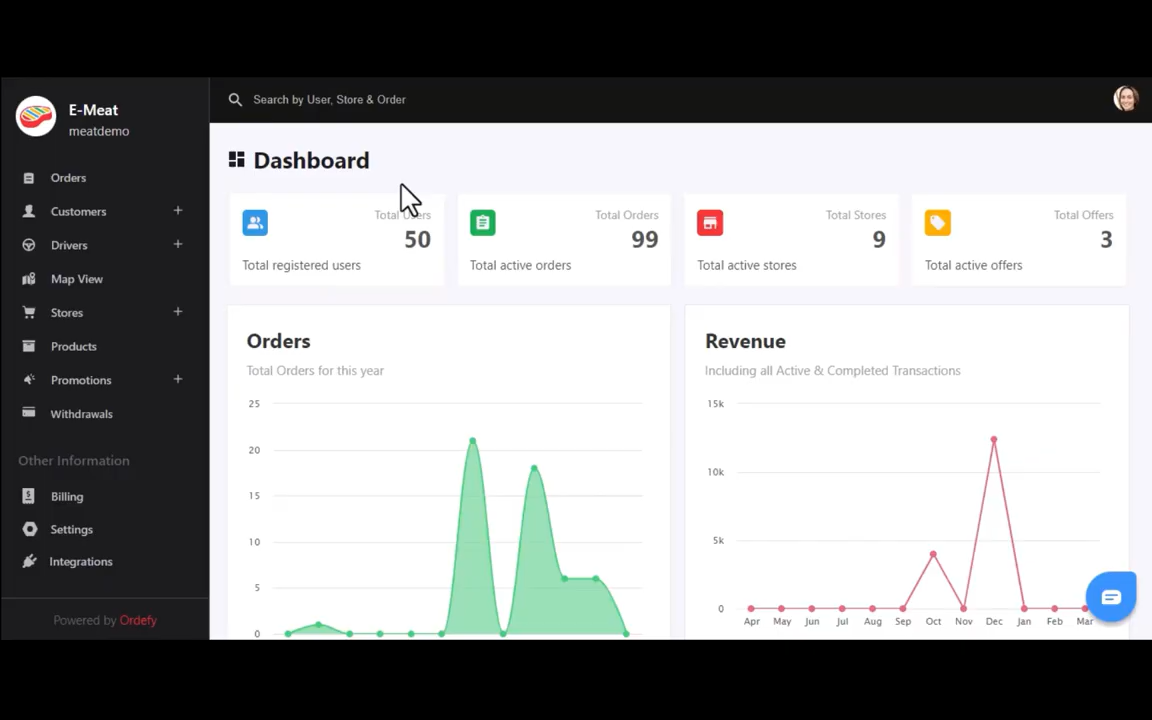 E-Meat
meatdemo
Search by User, Store & Order
Orders
Customers +
Drivers +
Map View
Stores +
Products
Promotions +
Withdrawals
Other Information
Billing
Settings
Integrations
Powered by Ordefy
Dashboard
Total Users
50
Total registered users
Total Orders
99
Total active orders
Total Stores
9
Total active stores
Total Offers
3
Total active offers
Orders
Total Orders for this year
25
20
15
10
5
0
Revenue
Including all Active & Completed Transactions
15k
10k
5k
0
Apr May Jun Jul Aug Sep Oct Nov Dec Jan Feb Mar